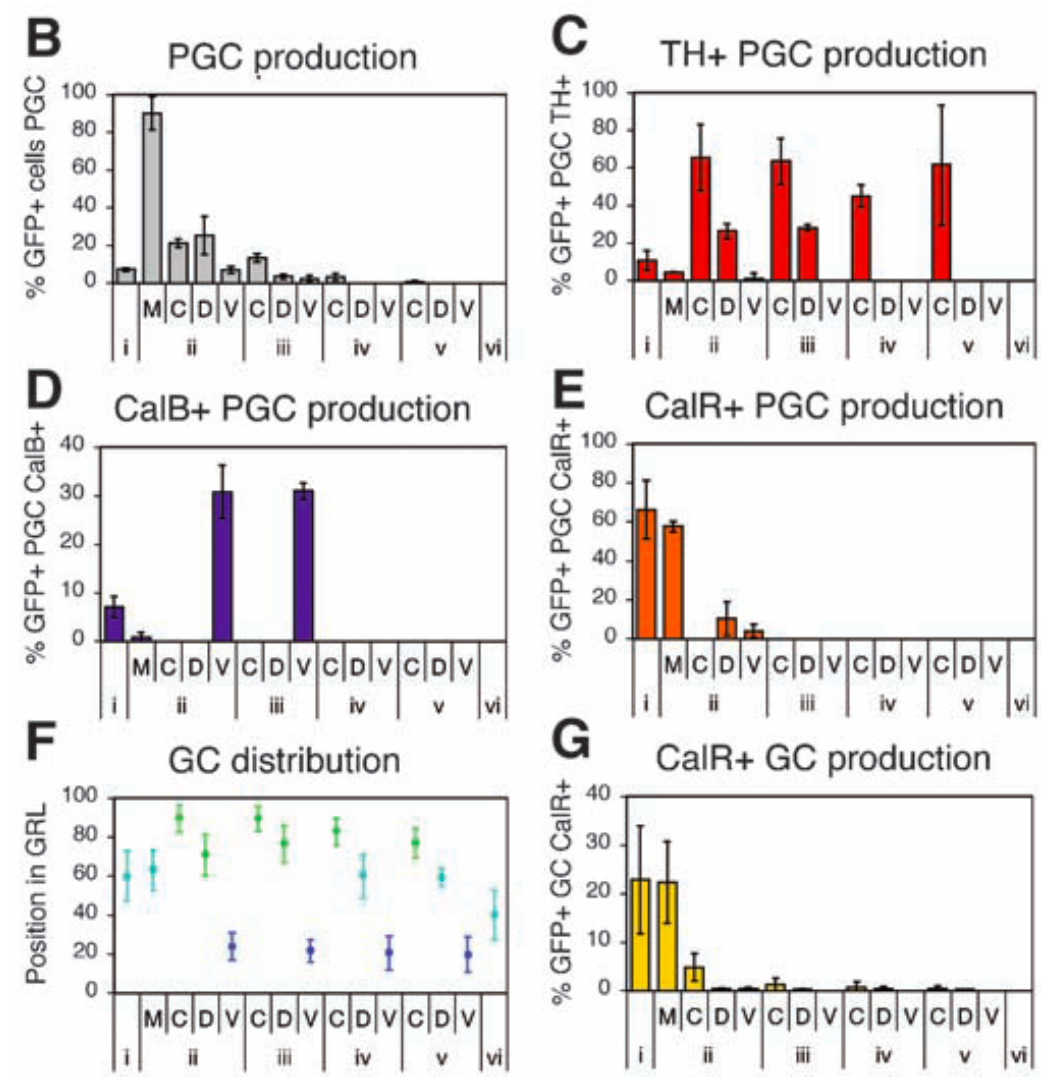 B
PGC production
% GFP+ cells PGC
100
80
60
40
20
0
M C D V C D V C D V C D V
i ii iii iv v vi
C
TH+ PGC production
% GFP+ PGC TH+
100
80
60
40
20
0
M C D V C D V C D V C D V
i ii iii iv v vi
D
CalB+ PGC production
% GFP+ PGC CalB+
40
30
20
10
0
M C D V C D V C D V C D V
i ii iii iv v vi
E
CalR+ PGC production
% GFP+ PGC CalR+
100
80
60
40
20
0
M C D V C D V C D V C D V
i ii iii iv v vi
F
GC distribution
Position in GRL
100
80
60
40
20
0
M C D V C D V C D V C D V
i ii iii iv v vi
G
CalR+ GC production
% GFP+ GC CalR+
40
30
20
10
0
M C D V C D V C D V C D V
i ii iii iv v vi